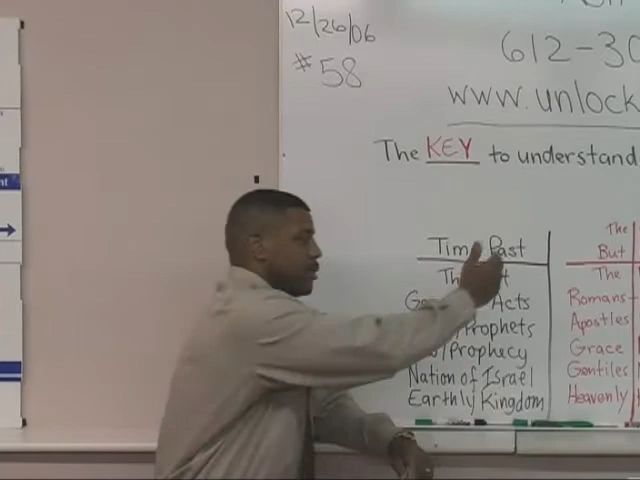 12/26/06
#58
612-30
www.unlock
The KEY to understand
Time Past
The
But
The
Acts
Romans
Prophets
Apostles
/Prophecy
Grace
Nation of Israel
Gentiles
Earthly Kingdom
Heavenly